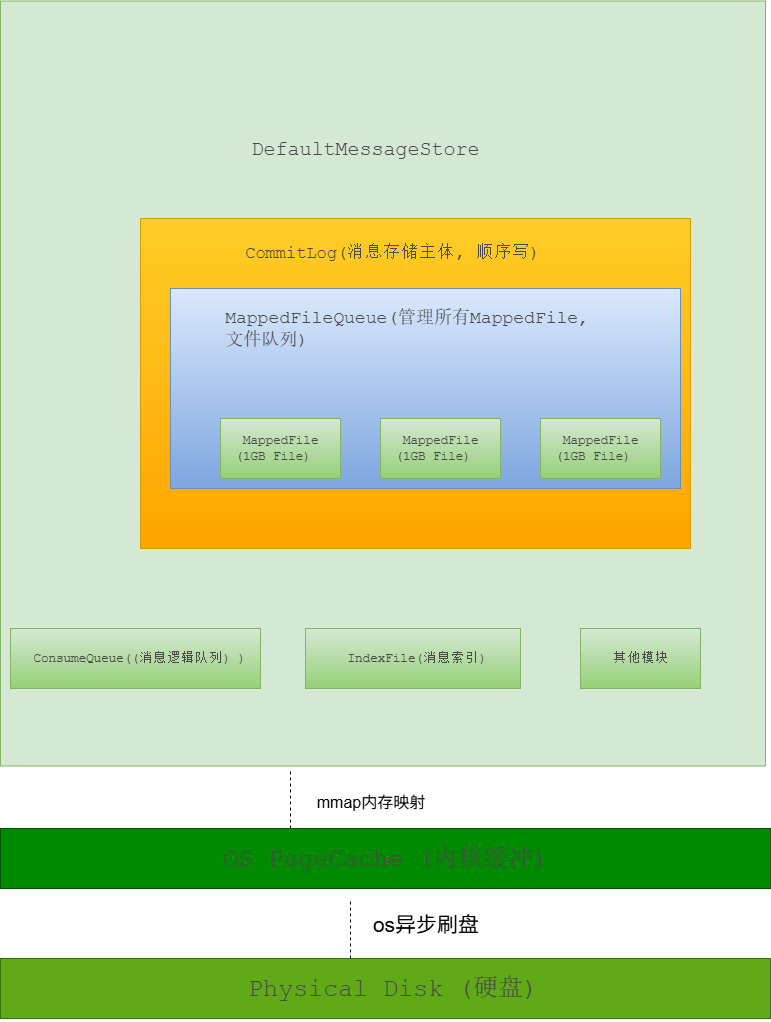 DefaultMessageStore
CommitLog(消息存储主体, 顺序写)
MappedFileQueue(管理所有MappedFile,
文件队列)
MappedFile
(1GB File)
MappedFile
(1GB File)
MappedFile
(1GB File)
ConsumeQueue((消息逻辑队列) )
IndexFile(消息索引)
其他模块
mmap内存映射
OS PageCache (内核缓冲)
os异步刷盘
Physical Disk (硬盘)